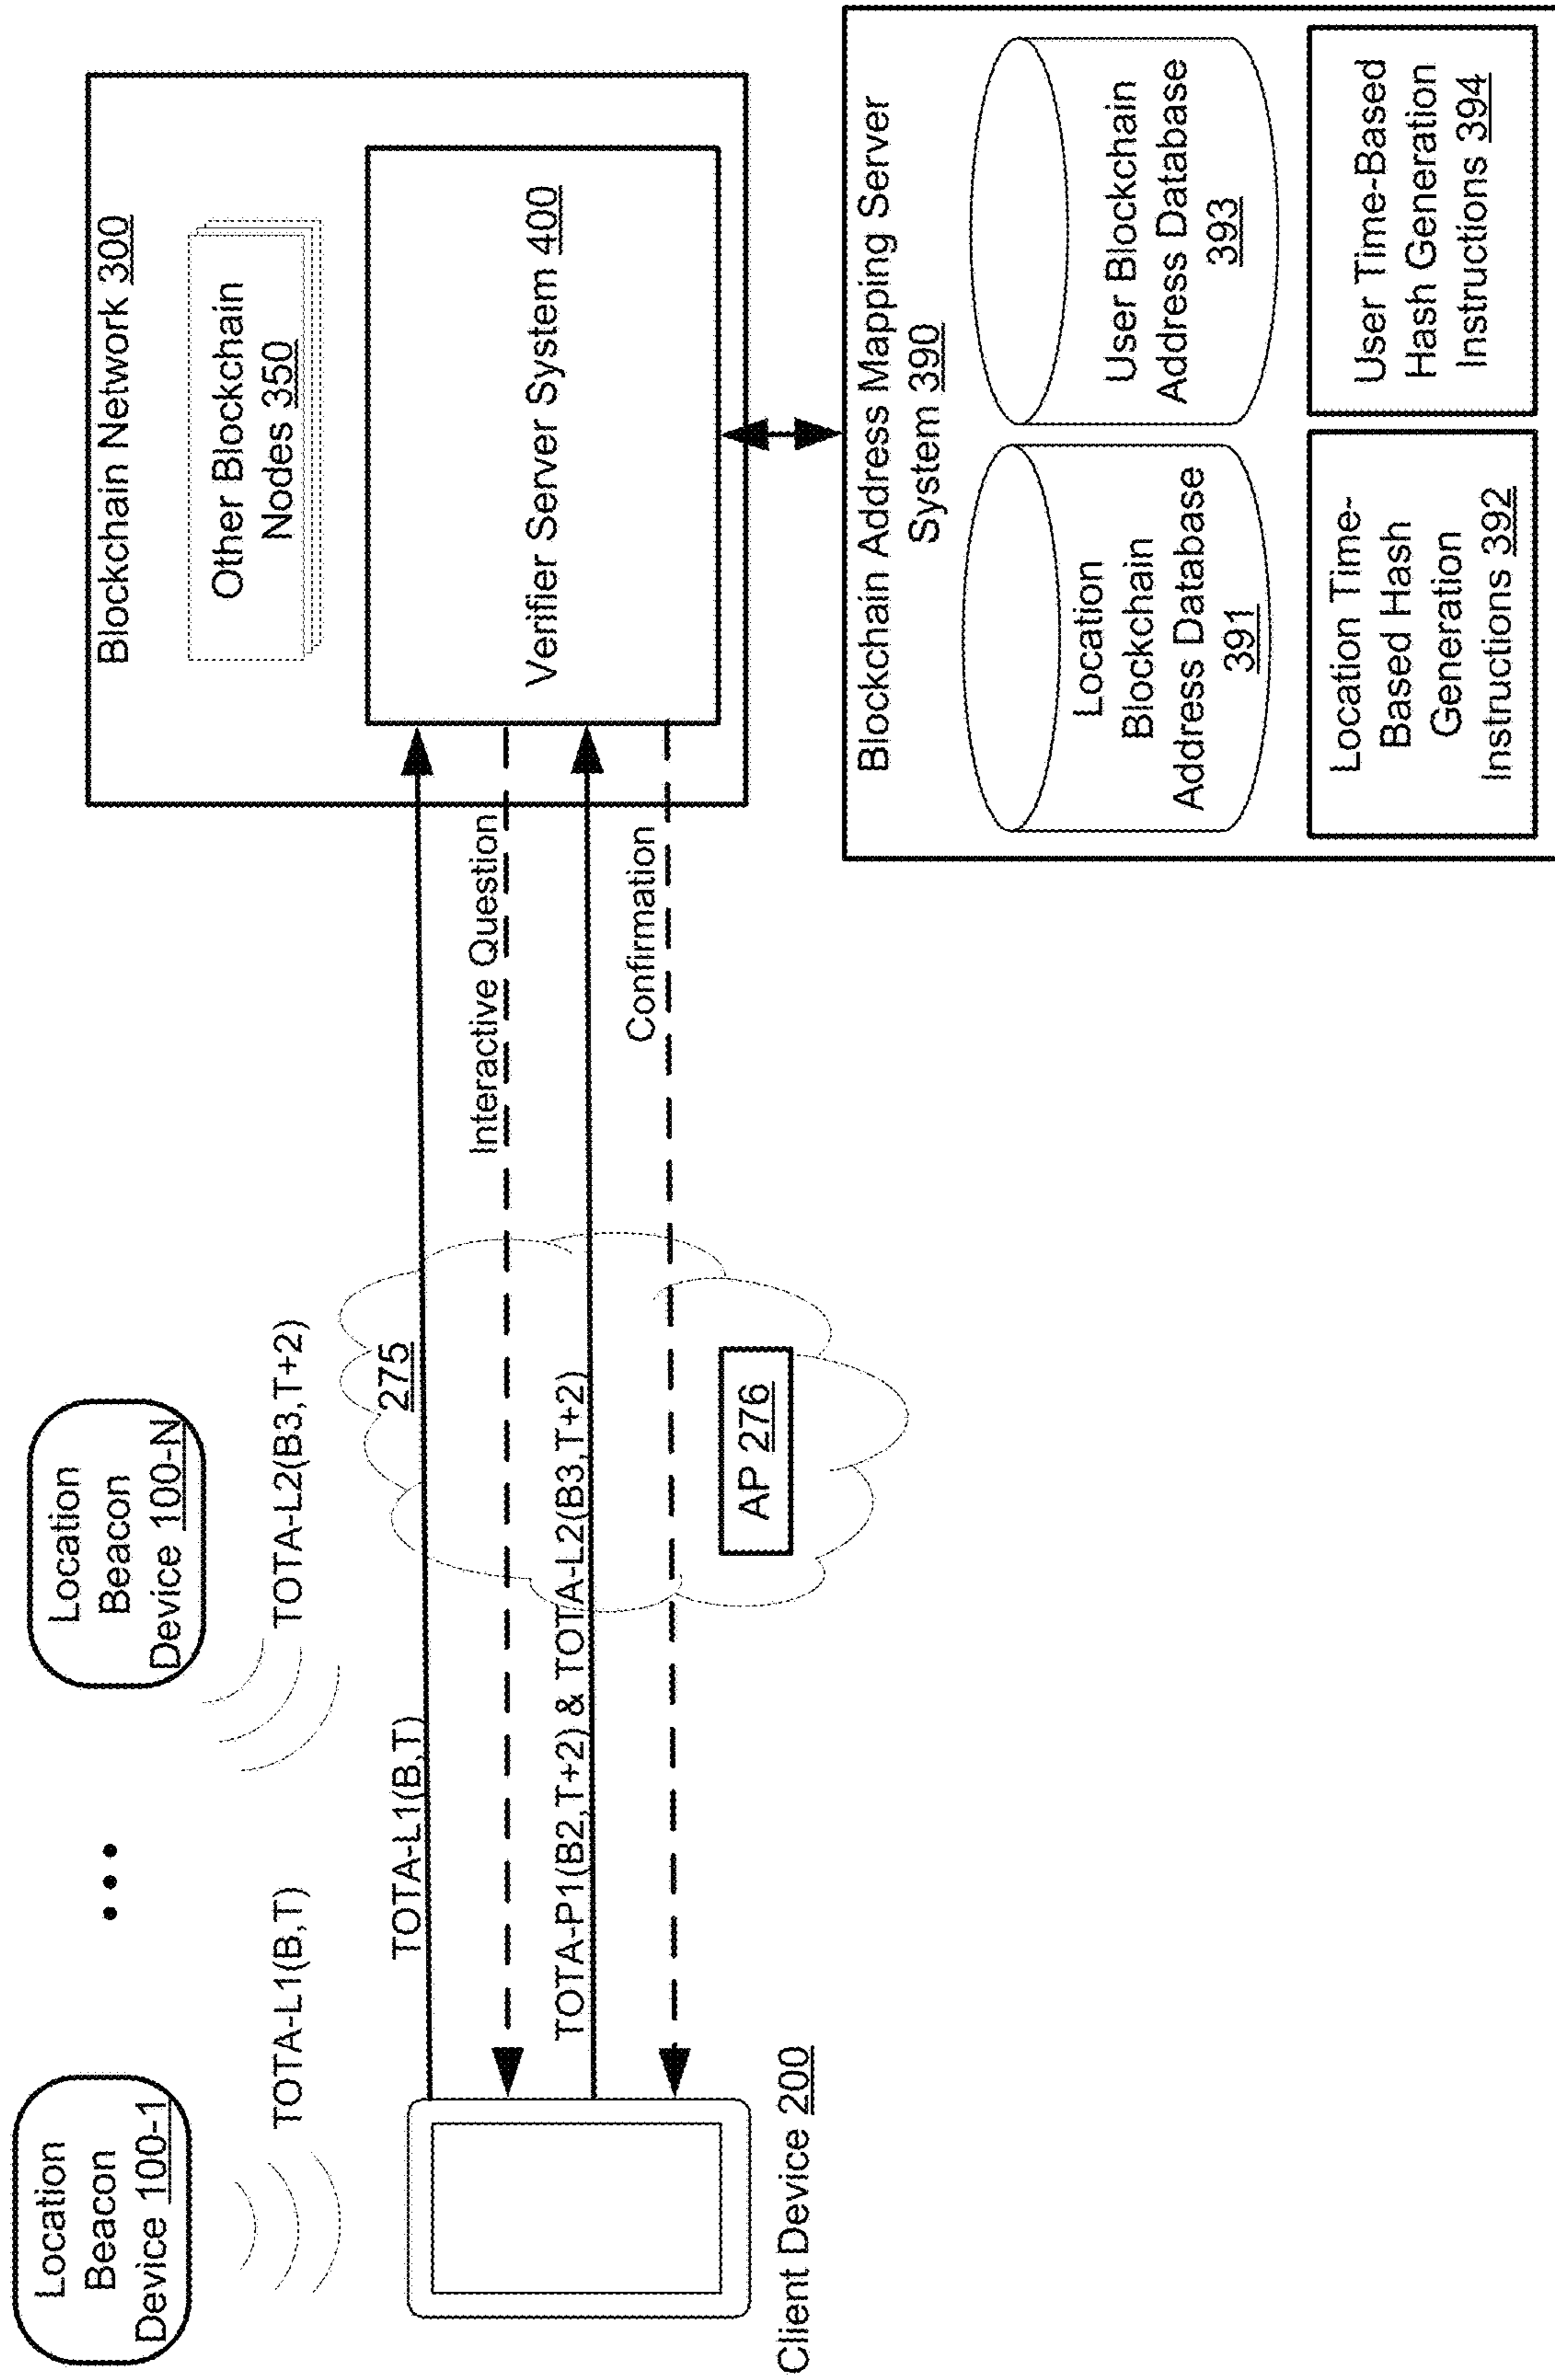 Location
Beacon
Device 100-1
• • •
Location
Beacon
Device 100-N
TOTA-L1(B,T)
TOTA-L2(B3,T+2)
TOTA-L1(B,T)
275
Interactive Question
TOTA-P1(B2,T+2) & TOTA-L2(B3,T+2)
Confirmation
AP 276
Client Device 200
Blockchain Network 300
Other Blockchain
Nodes 350
Verifier Server System 400
Blockchain Address Mapping Server
System 390
Location
Blockchain
Address Database
391
User Blockchain
Address Database
393
Location Time-
Based Hash
Generation
Instructions 392
User Time-Based
Hash Generation
Instructions 394